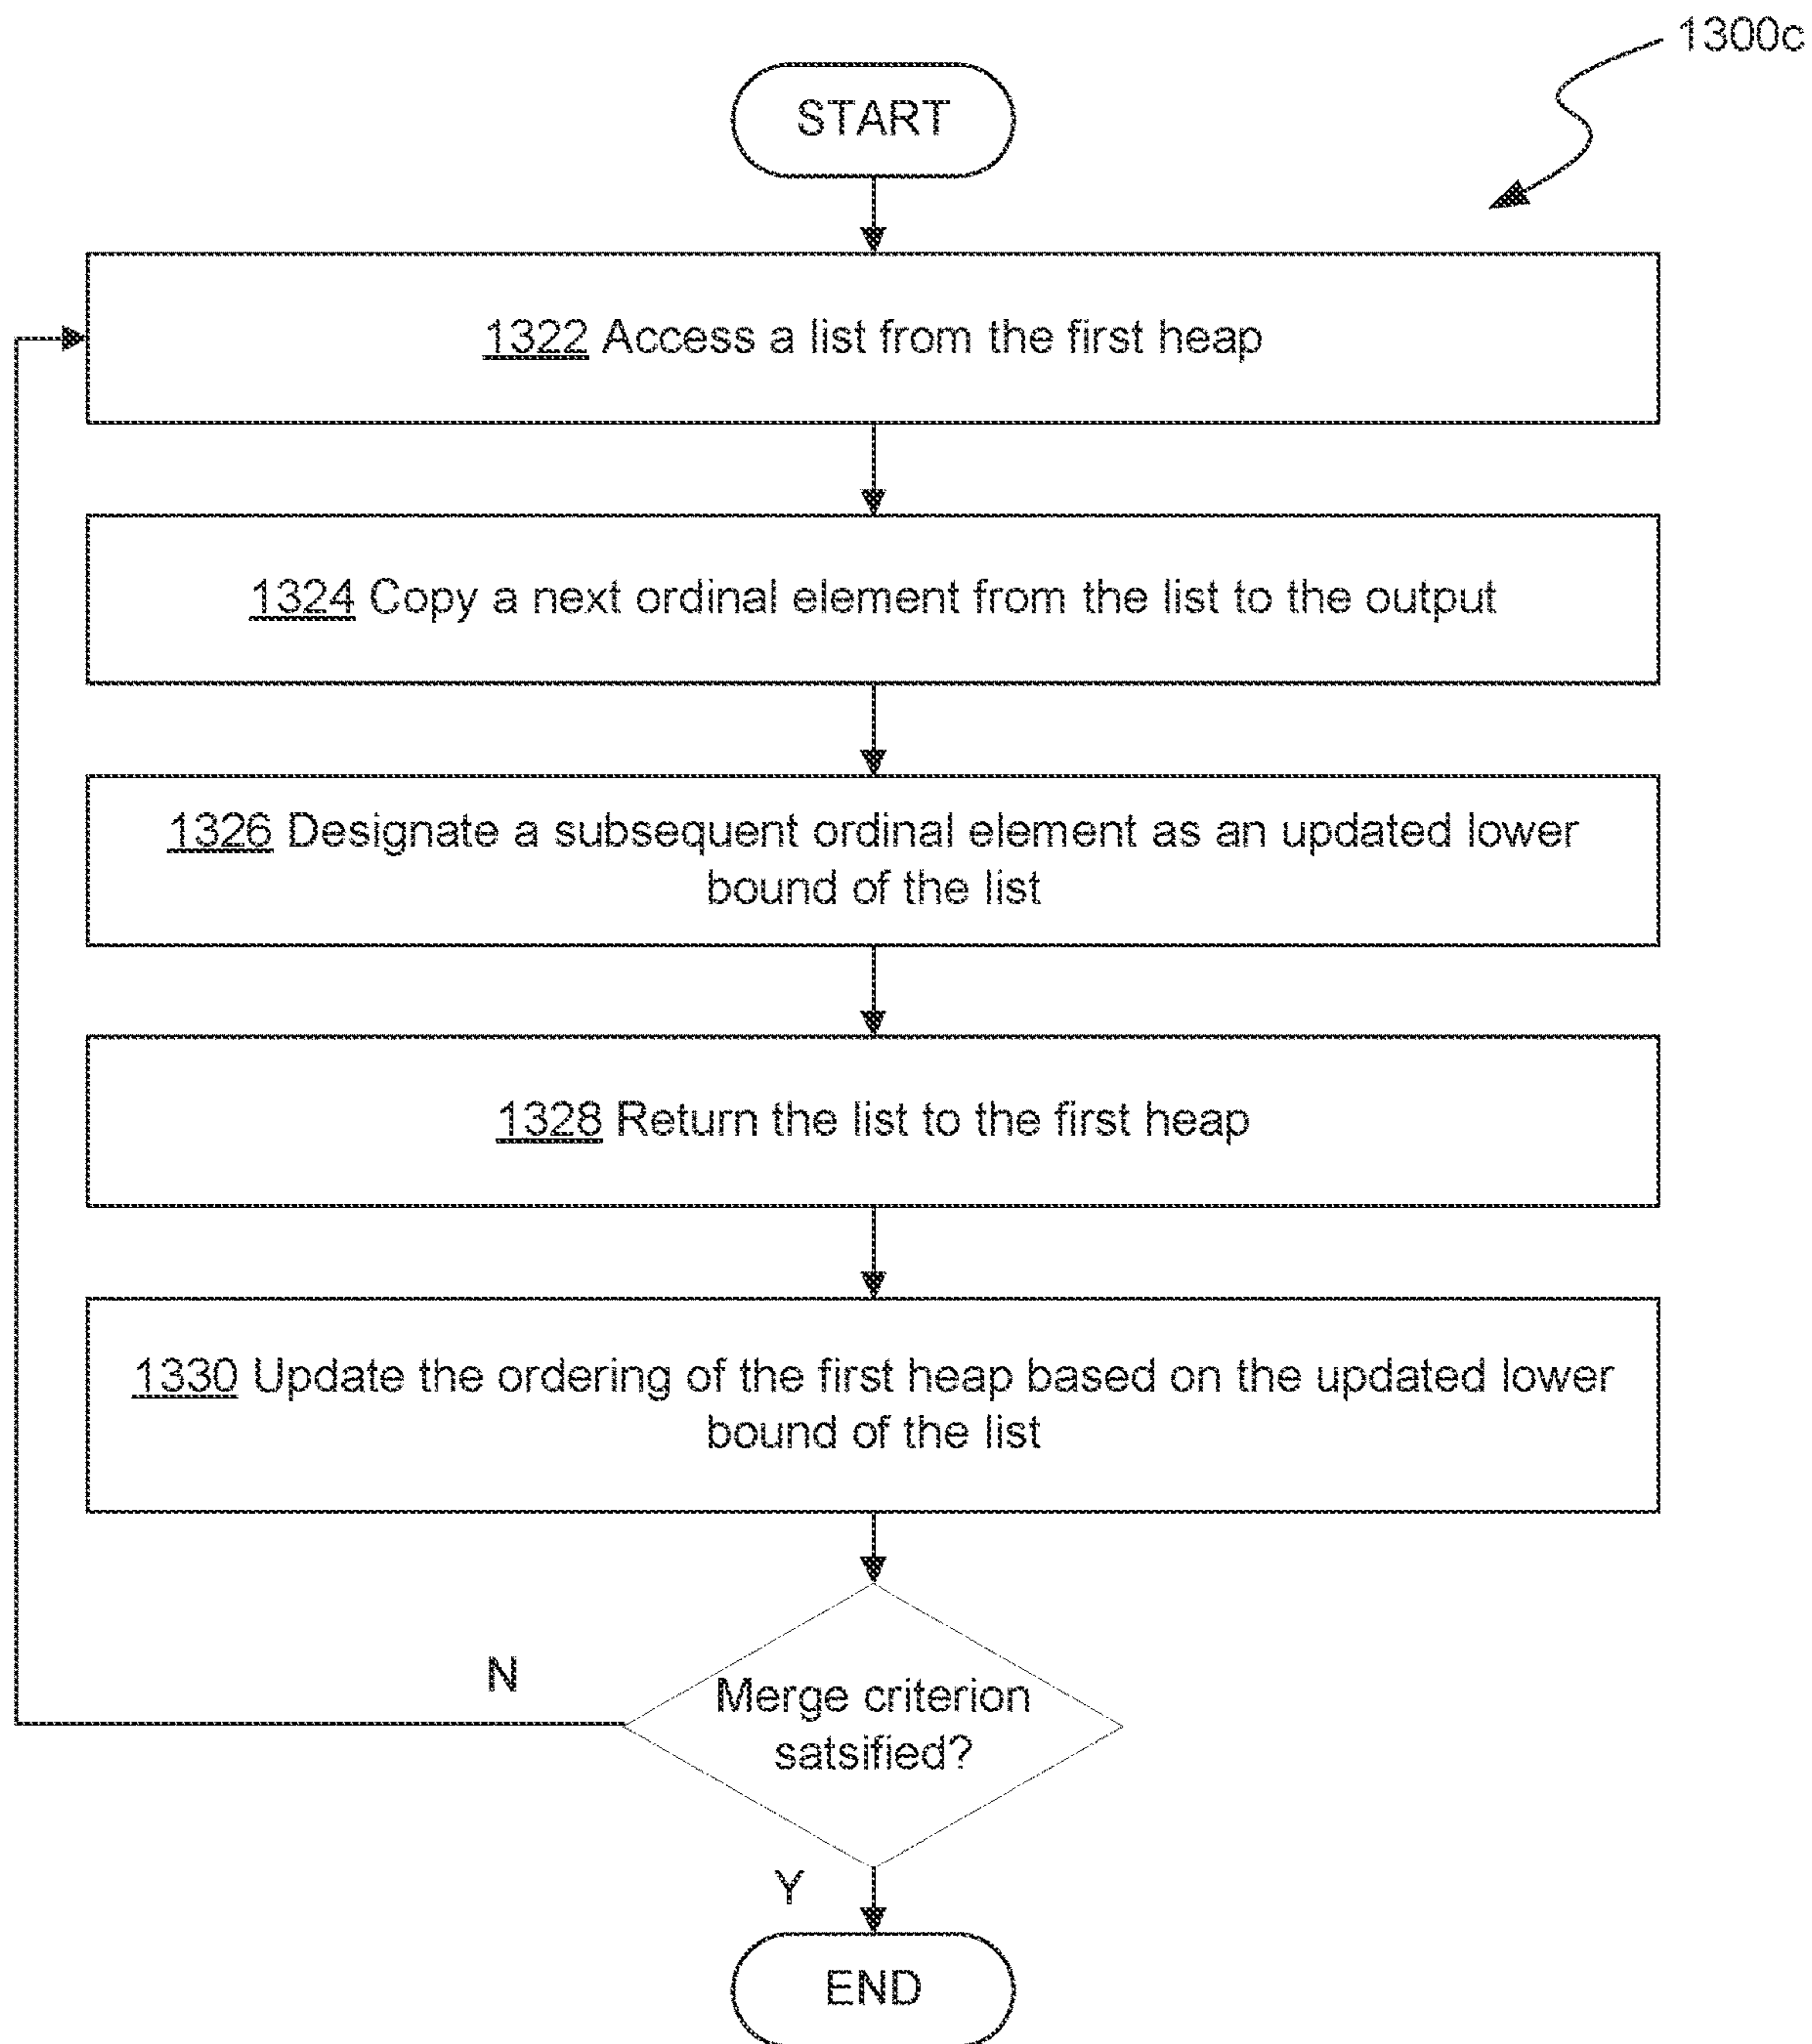 1300c
START
1322 Access a list from the first heap
1324 Copy a next ordinal element from the list to the output
1326 Designate a subsequent ordinal element as an updated lower
bound of the list
1328 Return the list to the first heap
1330 Update the ordering of the first heap based on the updated lower
bound of the list
N
Merge criterion
satsified?
Y
END